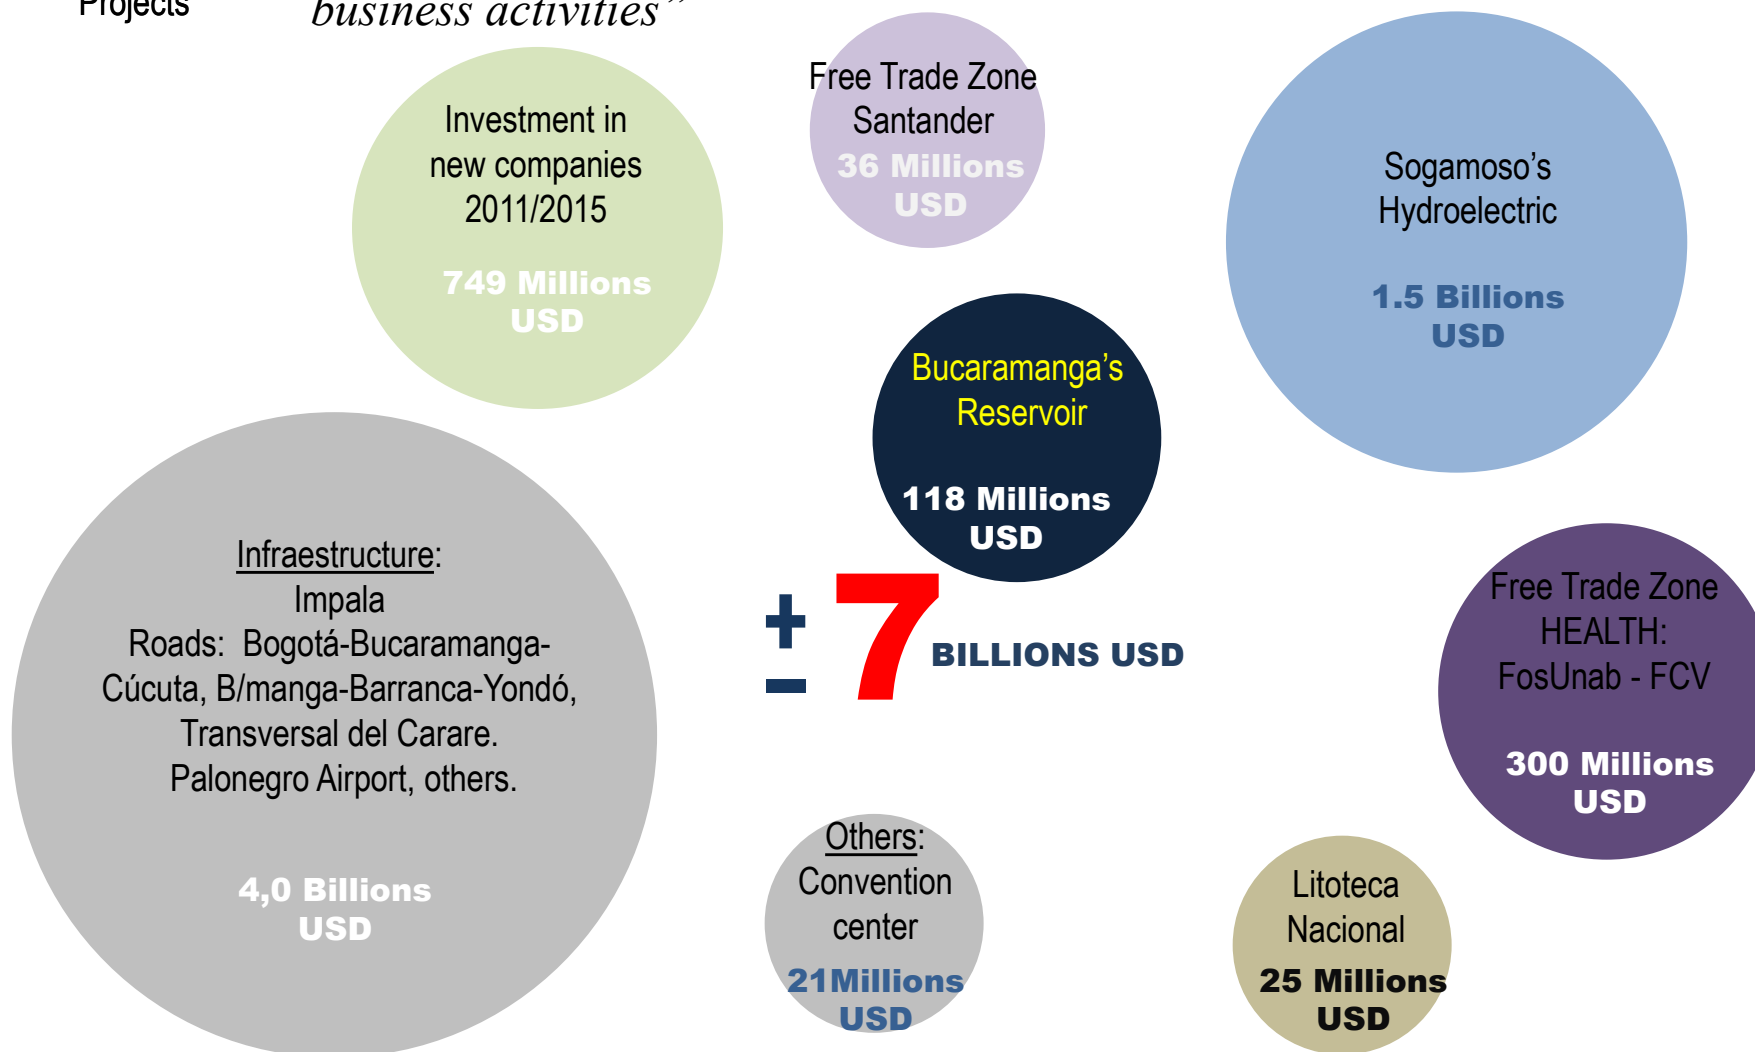 Projects
business activities”
Investment in
new companies
2011/2015
749 Millions
USD
Free Trade Zone
Santander
36 Millions
USD
Sogamoso’s
Hydroelectric
1.5 Billions
USD
Bucaramanga’s
Reservoir
118 Millions
USD
Infraestructure:
Impala
Roads: Bogotá-Bucaramanga-
Cúcuta, B/manga-Barranca-Yondó,
Transversal del Carare.
Palonegro Airport, others.
4,0 Billions
USD
± 7 BILLIONS USD
Free Trade Zone
HEALTH:
FosUnab - FCV
300 Millions
USD
Others:
Convention
center
21Millions
USD
Litoteca
Nacional
25 Millions
USD